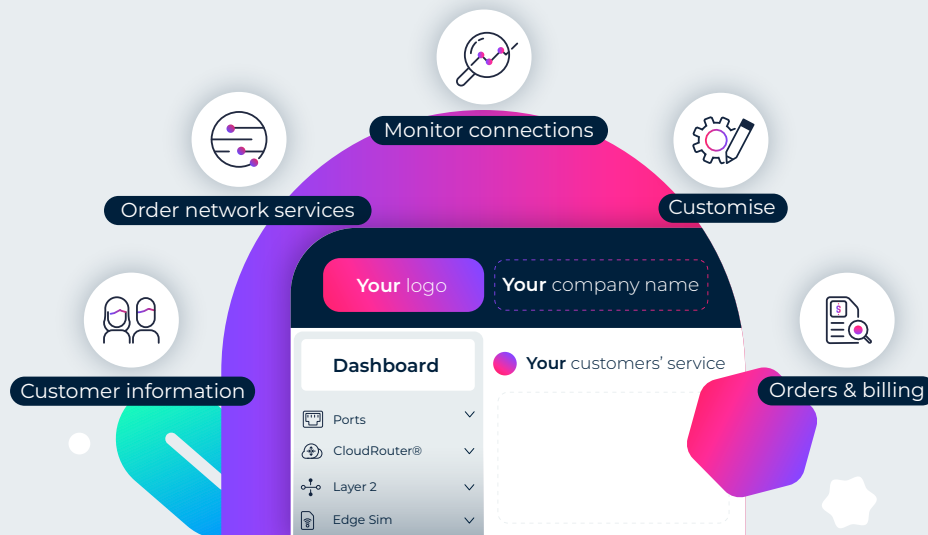 Monitor connections
Order network services
Customise
Customer information
Orders & billing
Your logo
Your company name
Dashboard
Your customers’ service
Ports
CloudRouter®
Layer 2
Edge Sim
$